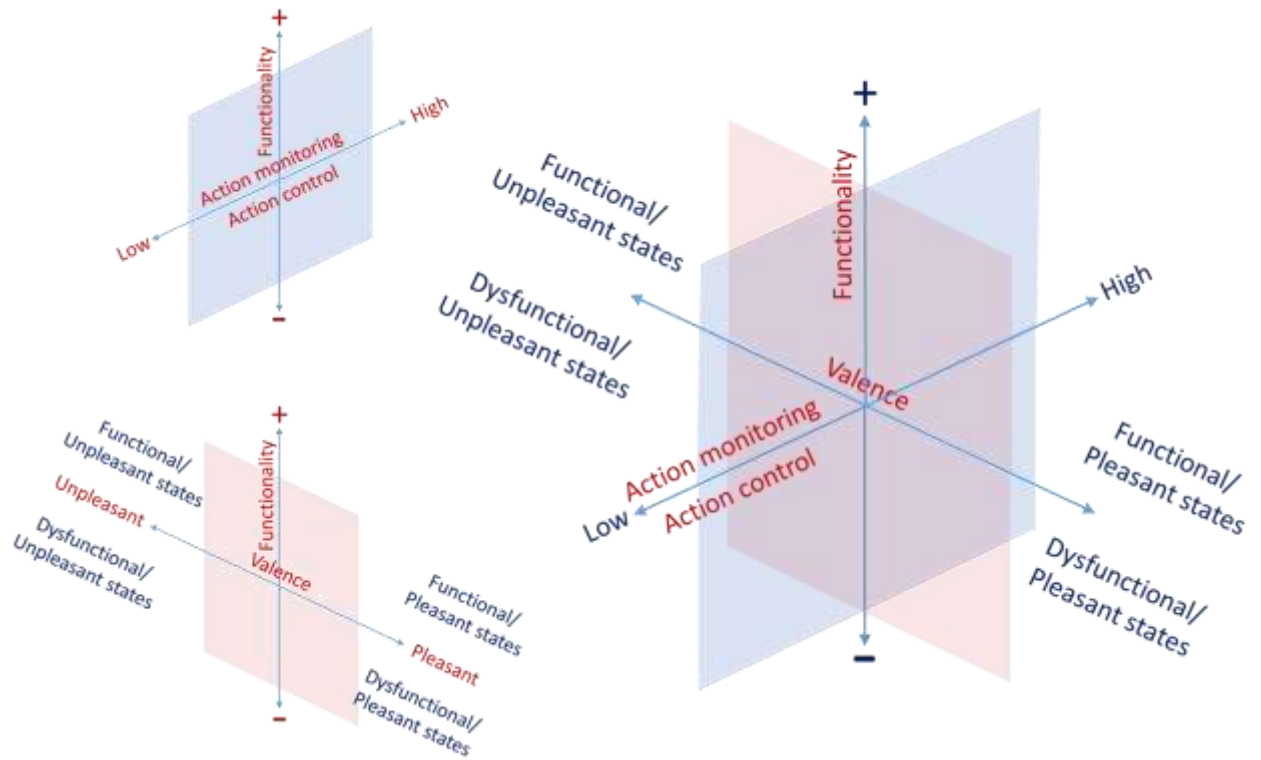 +
Functionality
High
Action monitoring
Action control
Low
−
+
Functionality
Functional/
Unpleasant states
Unpleasant
Dysfunctional/
Unpleasant states
Valence
Functional/
Pleasant states
Pleasant
Dysfunctional/
Pleasant states
−
+
Functionality
Functional/
Unpleasant states
Dysfunctional/
Unpleasant states
High
Valence
Action monitoring
Action control
Low
Functional/
Pleasant states
Dysfunctional/
Pleasant states
−